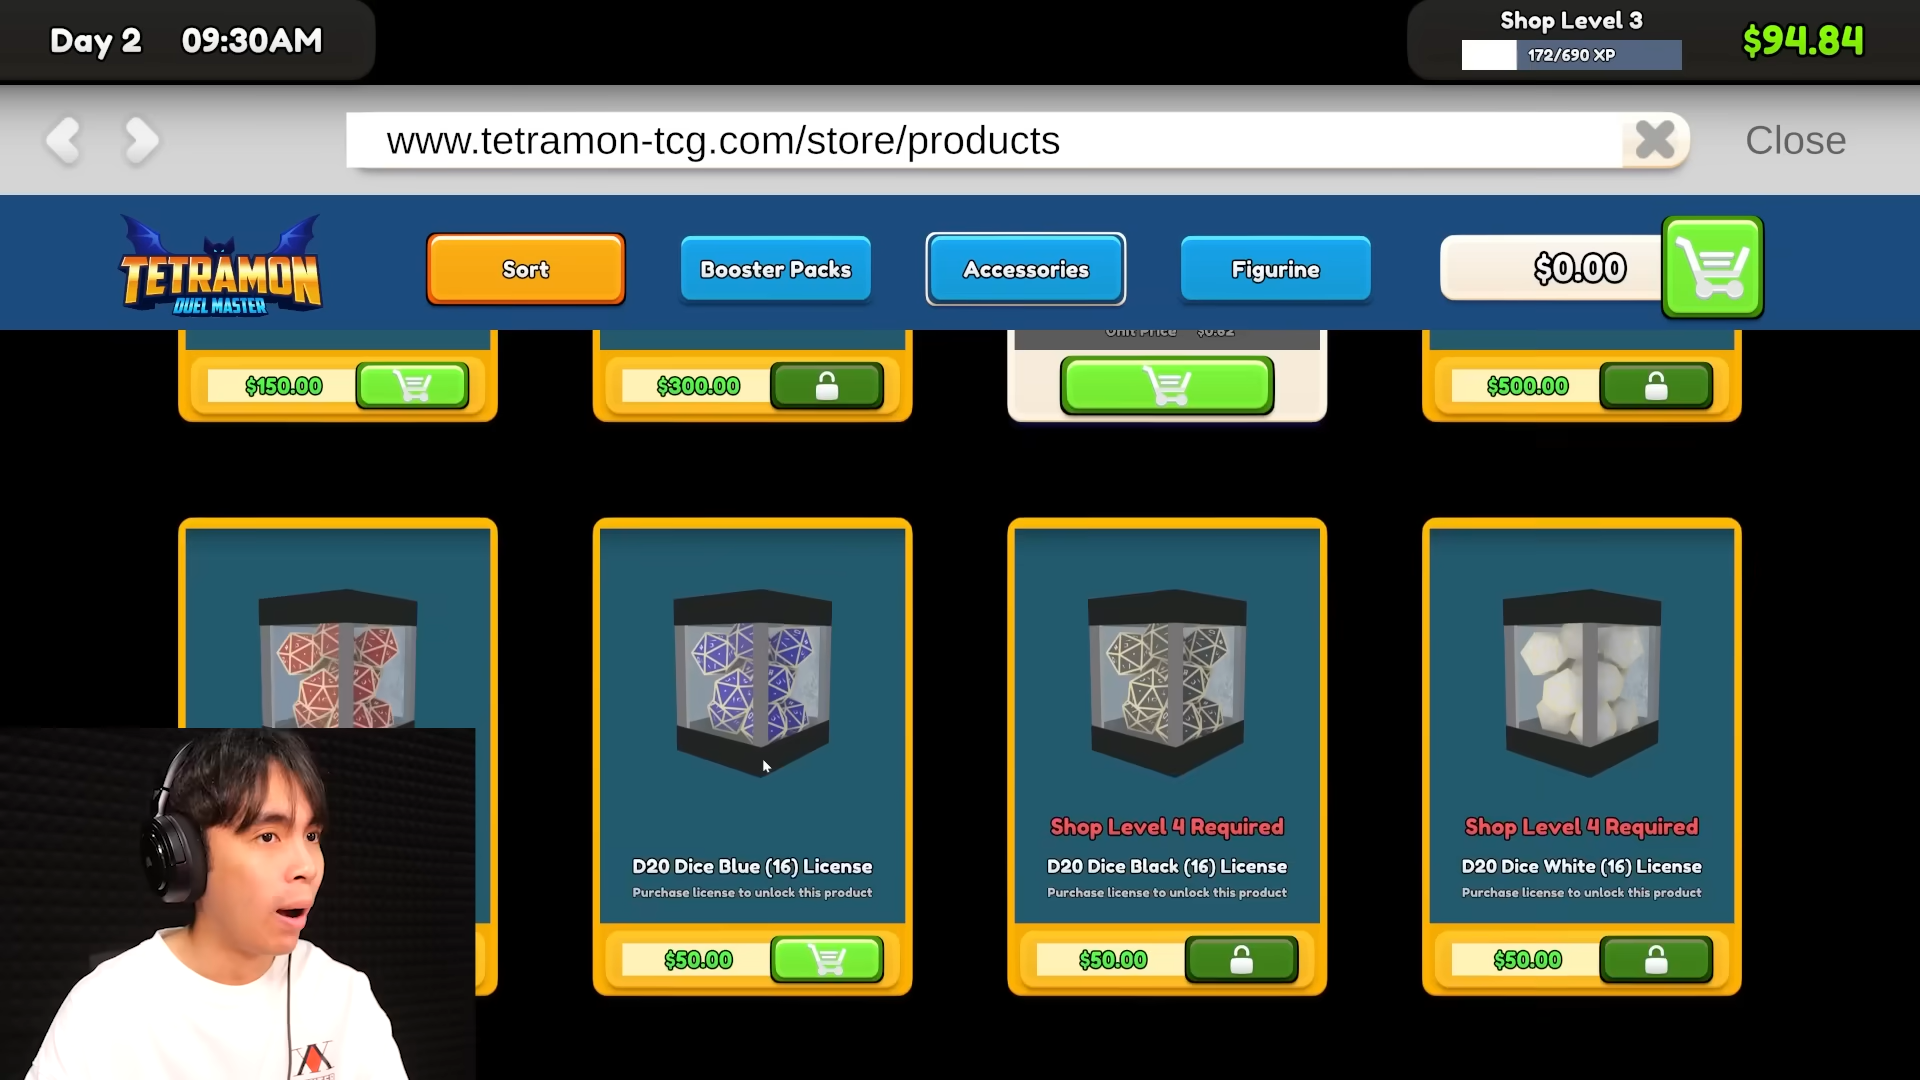 Day 2 09:30AM
Shop Level 3
172/690 XP
$94.84
www.tetramon-tcg.com/store/products
Close
TETRAMON
DUEL MASTER
Sort
Booster Packs
Accessories
Figurine
$0.00
Unit Price $0.62
$150.00
$300.00
$500.00
Shop Level 4 Required
Shop Level 4 Required
D20 Dice Blue (16) License
D20 Dice Black (16) License
D20 Dice White (16) License
Purchase license to unlock this product
Purchase license to unlock this product
Purchase license to unlock this product
$50.00
$50.00
$50.00